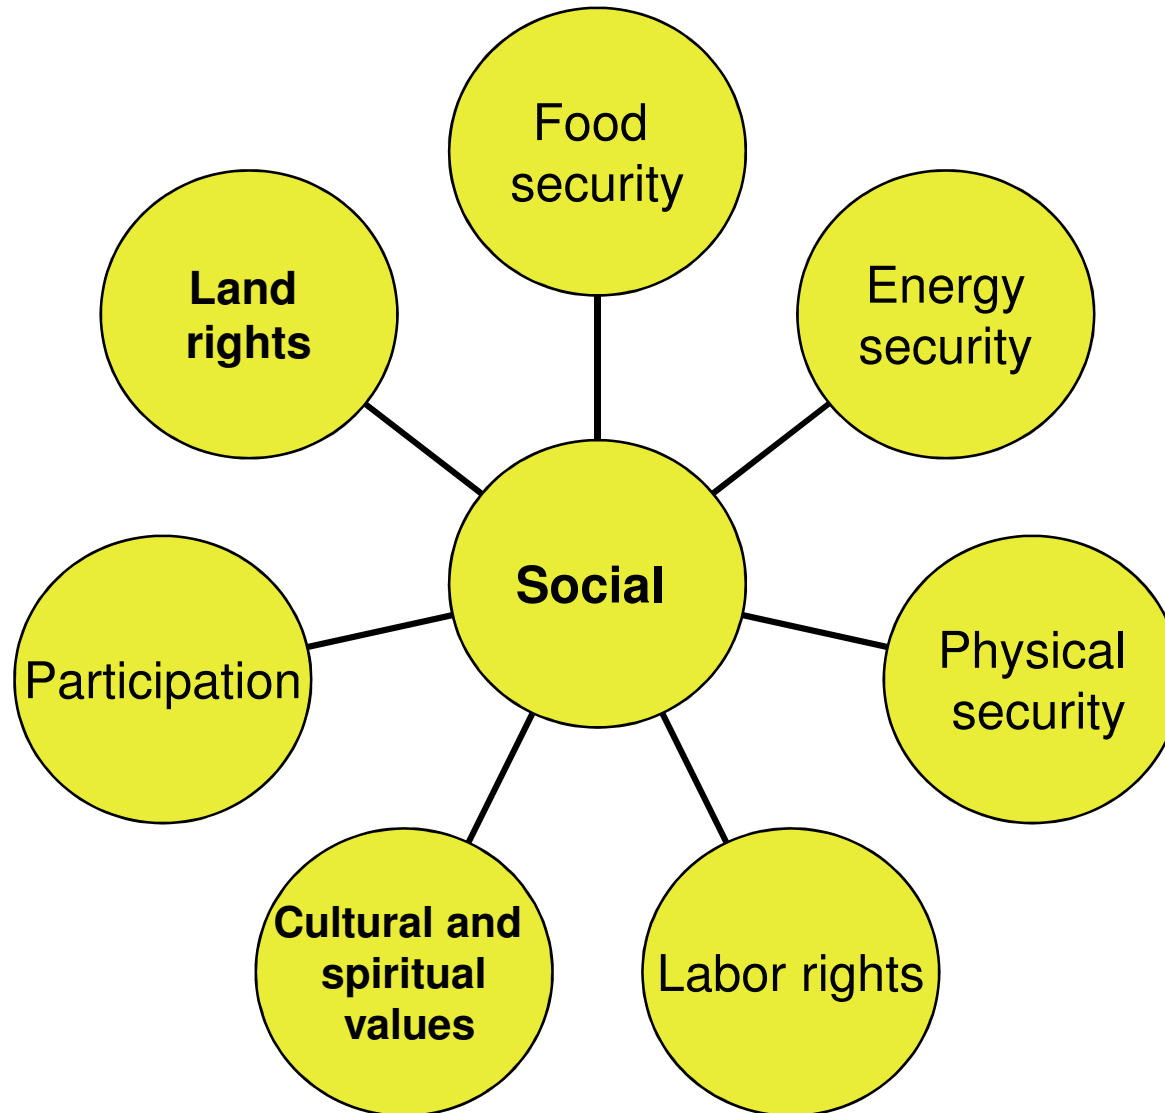 Food
security
Energy
security
Land
rights
Social
Physical
security
Participation
Cultural and
spiritual
values
Labor rights